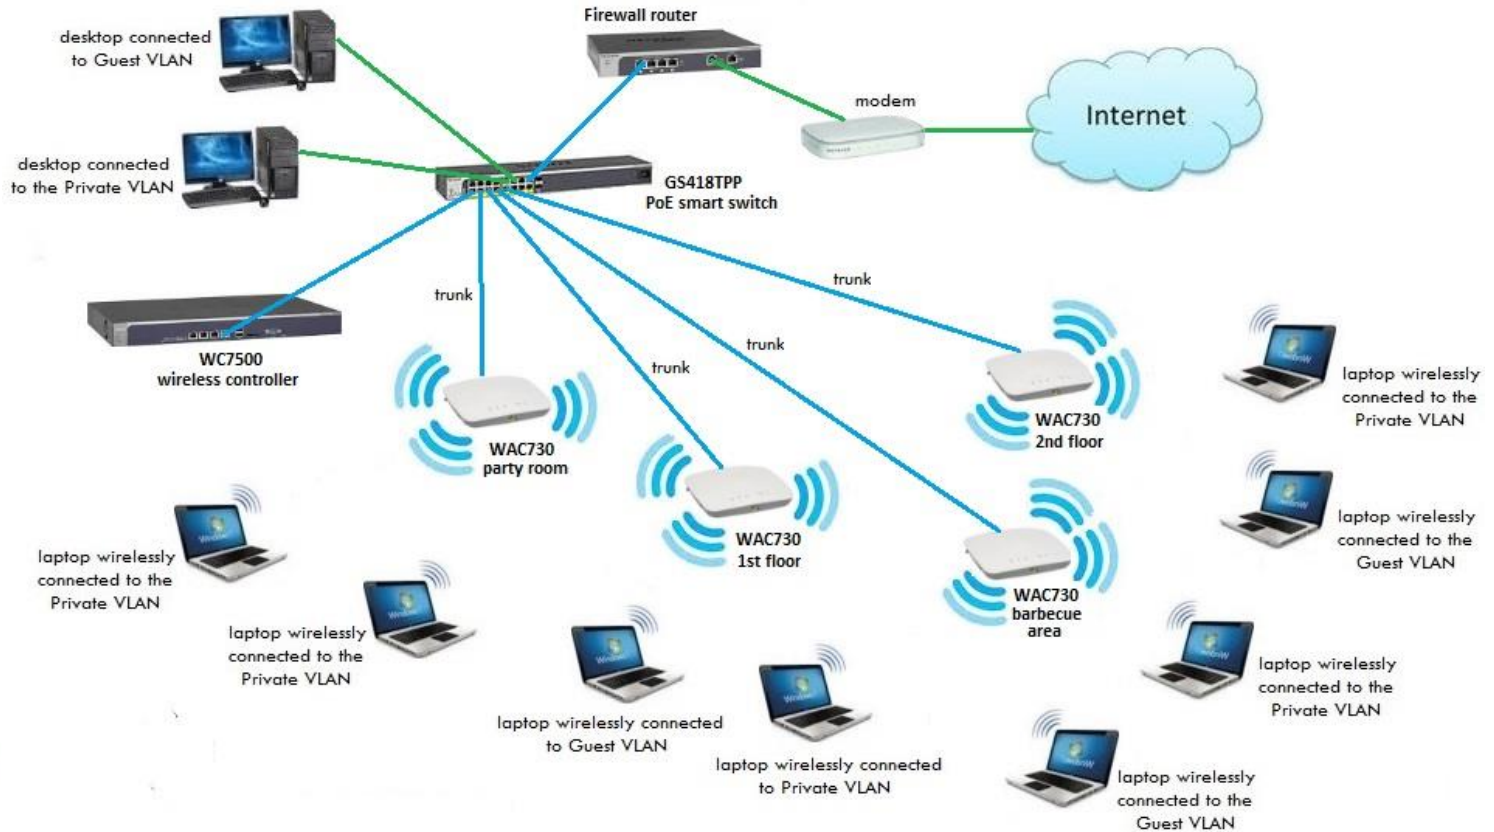 Firewall router
desktop connected
to Guest VLAN
modem
Internet
desktop connected
to the Private VLAN
GS418TPP
PoE smart switch
trunk
trunk
trunk
trunk
WC7500
wireless controller
WAC730
party room
WAC730
1st floor
WAC730
2nd floor
WAC730
barbecue
area
laptop wirelessly
connected to the
Private VLAN
laptop wirelessly
connected to the
Guest VLAN
laptop wirelessly
connected to the
Private VLAN
laptop wirelessly
connected to the
Private VLAN
laptop wirelessly connected
to Guest VLAN
laptop wirelessly connected
to Private VLAN
laptop wirelessly
connected to the
Private VLAN
laptop wirelessly
connected to the
Guest VLAN